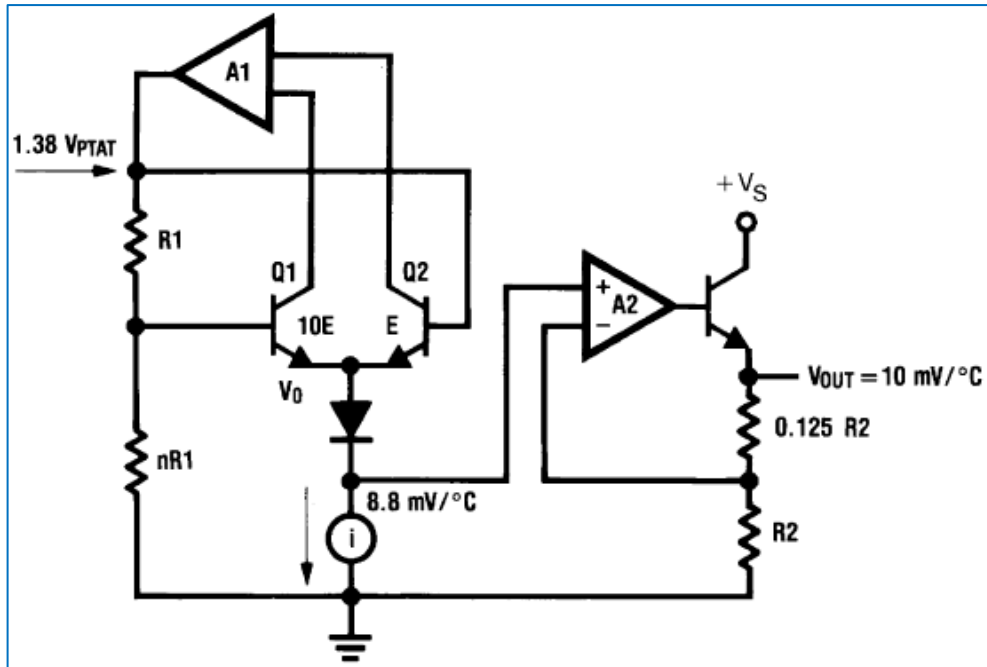 A1
1.38 VPTAT
+VS
R1
Q1
Q2
10E
E
+
A2
−
V0
VOUT = 10 mV/°C
0.125 R2
nR1
8.8 mV/°C
i
R2